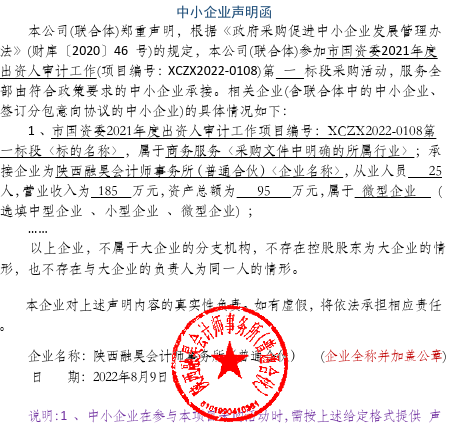 中小企业声明函
本公司(联合体)郑重声明，根据《政府采购促进中小企业发展管理办
法》(财库〔2020〕46 号)的规定，本公司(联合体)参加市国资委2021年度
出资人审计工作(项目编号：XCZX2022-0108)第 一 标段采购活动，服务全
部由符合政策要求的中小企业承接。相关企业(含联合体中的中小企业、
签订分包意向协议的中小企业)的具体情况如下：
1、市国资委2021年度出资人审计工作项目编号：XCZX2022-0108第
一标段〈标的名称〉，属于商务服务〈采购文件中明确的所属行业〉；承
接企业为陕西融昊会计师事务所（普通合伙）〈企业名称〉，从业人员 25
人，营业收入为 185 万元，资产总额为 95 万元，属于 微型企业 （
选填中型企业 、小型企业 、 微型企业）；
……
以上企业，不属于大企业的分支机构，不存在控股股东为大企业的情
形，也不存在与大企业的负责人为同一人的情形。
本企业对上述声明内容的真实性负责。如有虚假，将依法承担相应责任
。
企业名称：陕西融昊会计师事务所（普通合伙） (企业全称并加盖公章)
日 期：2022年8月9日
陕西融昊会计师事务所(普通合伙)
说明：1 、中小企业在参与本项目 活动时,需按上述给定格式提供 声